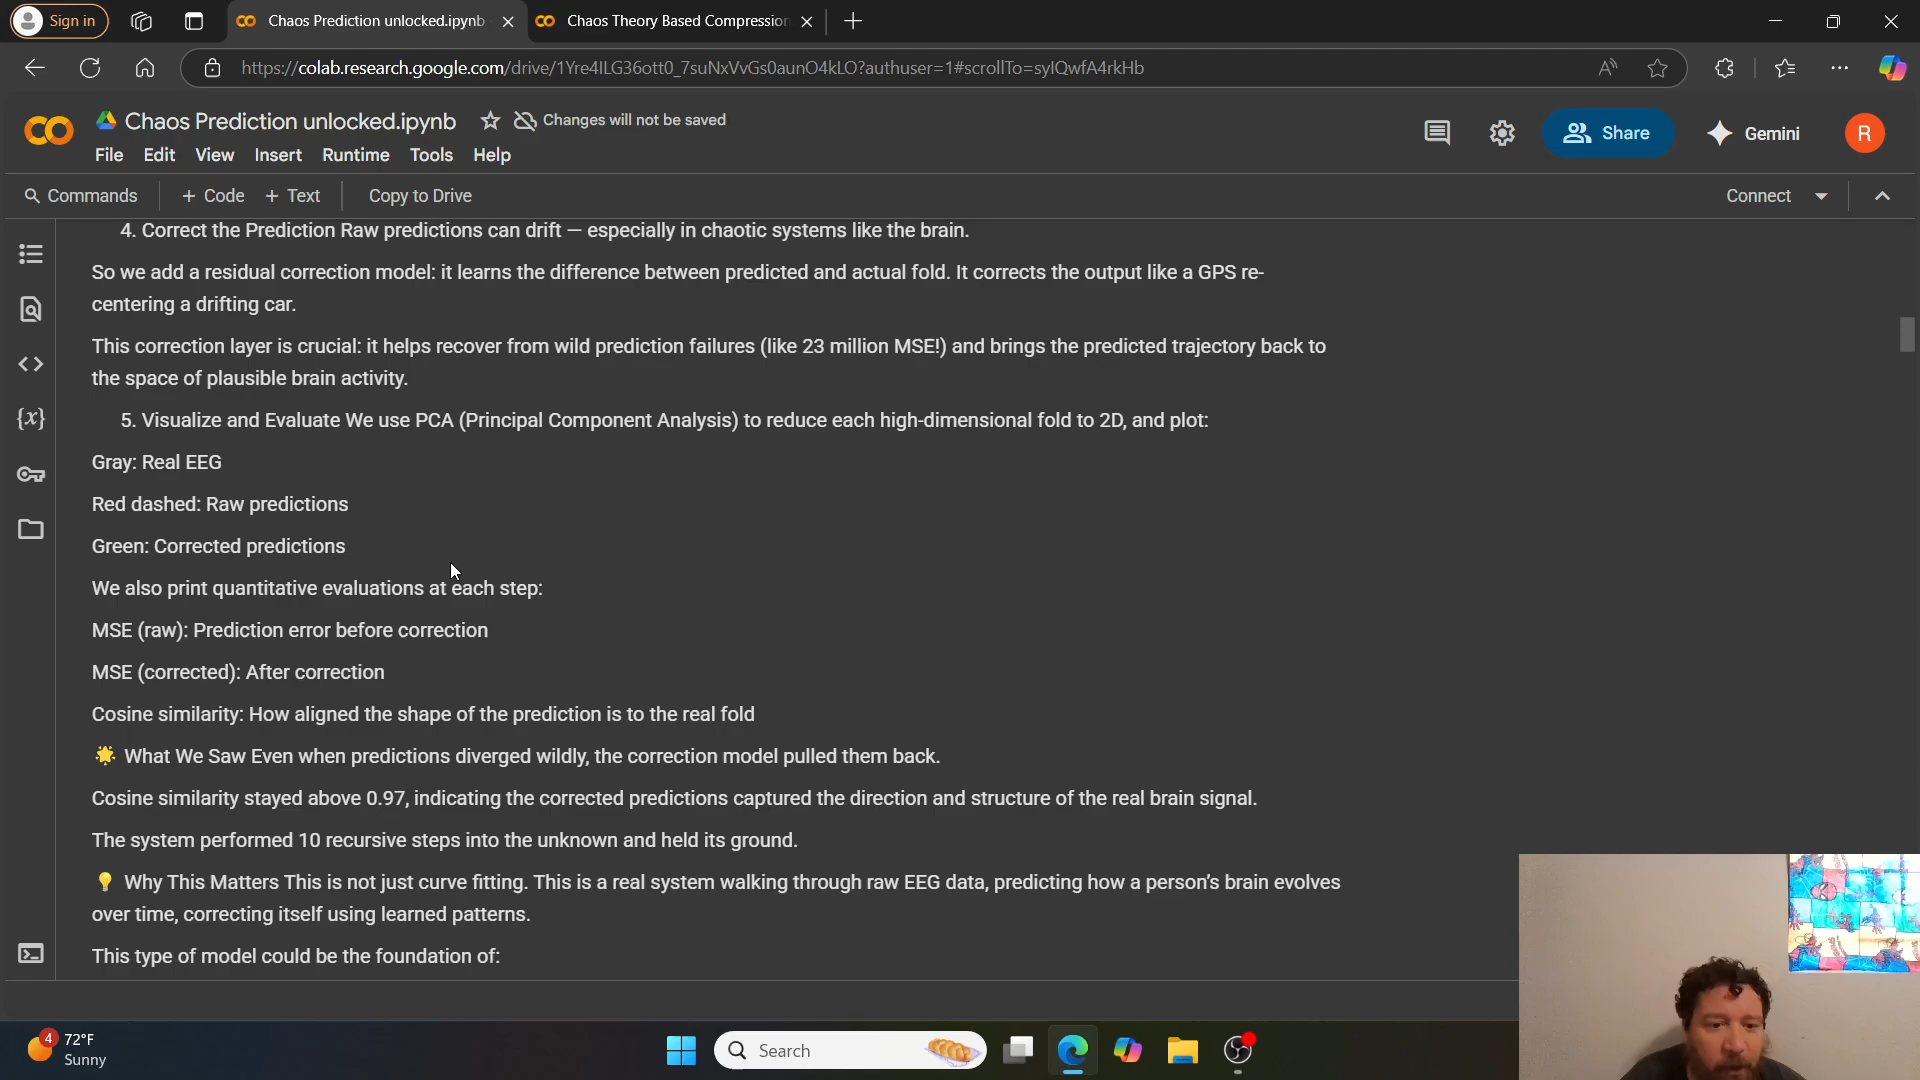 Sign in
Chaos Prediction unlocked.ipynb
Chaos Theory Based Compression
https://colab.research.google.com/drive/1Yre4ILG36ott0_7suNxVvGs0aunO4kLO?authuser=1#scrollTo=syIQwfA4rkHb
Chaos Prediction unlocked.ipynb
Changes will not be saved
Share
Gemini
R
File Edit View Insert Runtime Tools Help
Commands
+ Code + Text
Copy to Drive
Connect
4. Correct the Prediction Raw predictions can drift — especially in chaotic systems like the brain.
So we add a residual correction model: it learns the difference between predicted and actual fold. It corrects the output like a GPS re-
centering a drifting car.
This correction layer is crucial: it helps recover from wild prediction failures (like 23 million MSE!) and brings the predicted trajectory back to
the space of plausible brain activity.
5. Visualize and Evaluate We use PCA (Principal Component Analysis) to reduce each high-dimensional fold to 2D, and plot:
Gray: Real EEG
Red dashed: Raw predictions
Green: Corrected predictions
We also print quantitative evaluations at each step:
MSE (raw): Prediction error before correction
MSE (corrected): After correction
Cosine similarity: How aligned the shape of the prediction is to the real fold
🌟 What We Saw Even when predictions diverged wildly, the correction model pulled them back.
Cosine similarity stayed above 0.97, indicating the corrected predictions captured the direction and structure of the real brain signal.
The system performed 10 recursive steps into the unknown and held its ground.
💡 Why This Matters This is not just curve fitting. This is a real system walking through raw EEG data, predicting how a person's brain evolves
over time, correcting itself using learned patterns.
This type of model could be the foundation of:
4
72°F
Sunny
Search